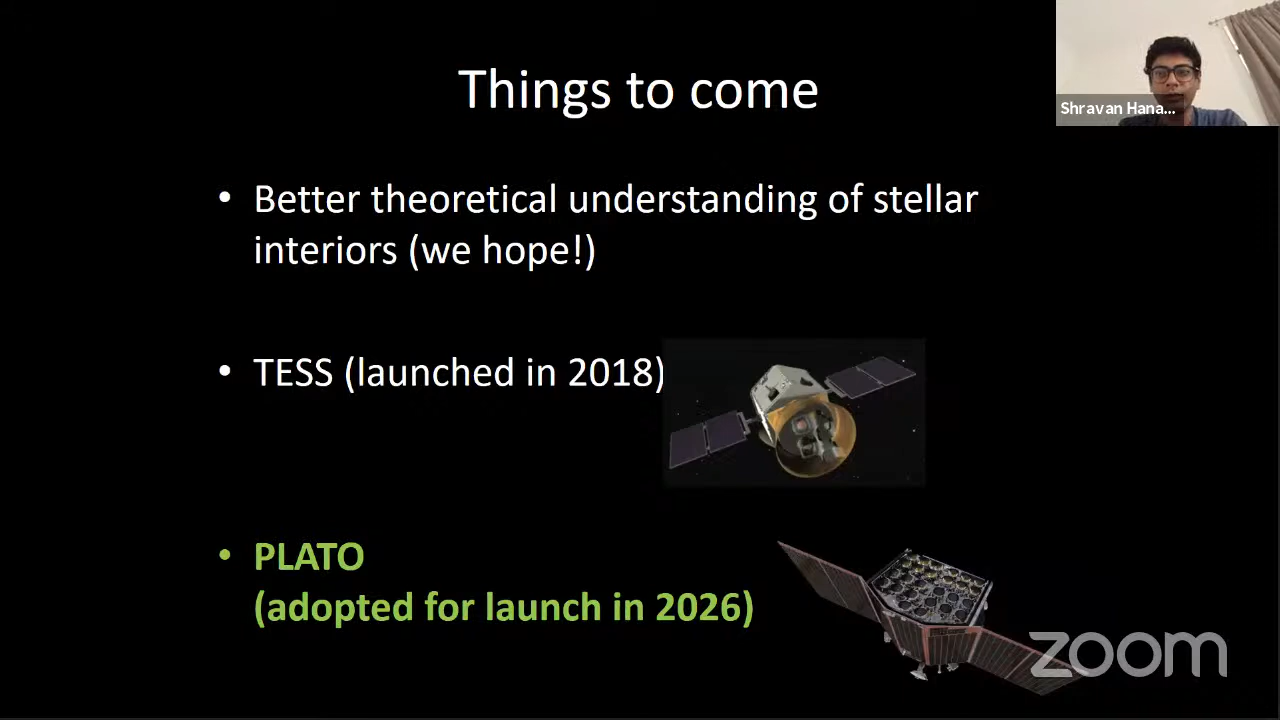 Things to come
Shravan Hana...
• Better theoretical understanding of stellar
interiors (we hope!)
• TESS (launched in 2018)
• PLATO
(adopted for launch in 2026)
zoom